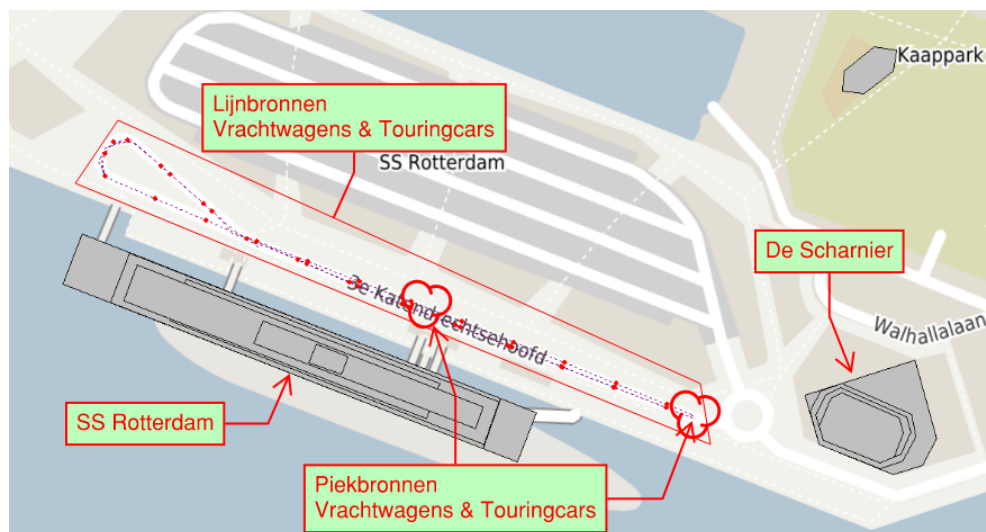 Kaappark
Lijnbronnen
Vrachtwagens & Touringcars
SS Rotterdam
De Scharnier
3e Katendrechtsehoofd
Walhallalaan
SS Rotterdam
Piekbronnen
Vrachtwagens & Touringcars